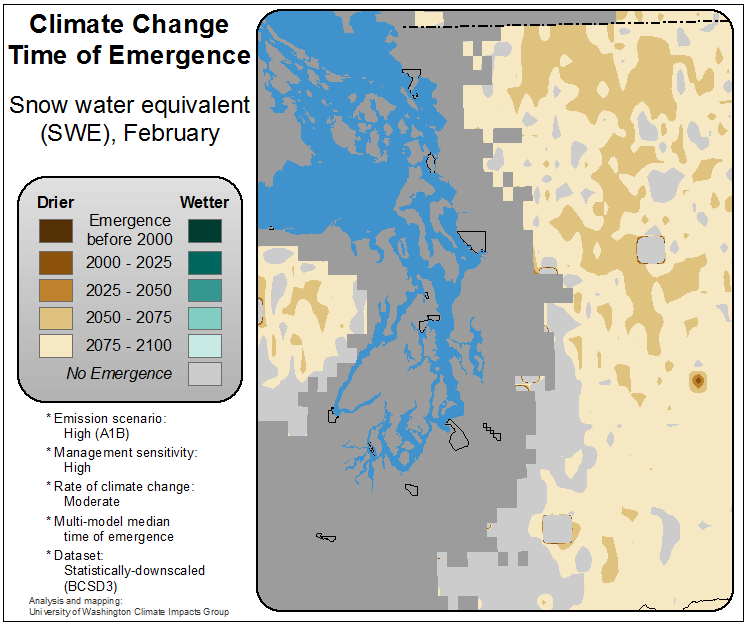 Climate Change
Time of Emergence
Snow water equivalent
(SWE), February
Drier Wetter
Emergence
before 2000
2000 - 2025
2025 - 2050
2050 - 2075
2075 - 2100
No Emergence
* Emission scenario:
High (A1B)
* Management sensitivity:
High
* Rate of climate change:
Moderate
* Multi-model median
time of emergence
* Dataset:
Statistically-downscaled
(BCSD3)
Analysis and mapping:
University of Washington Climate Impacts Group